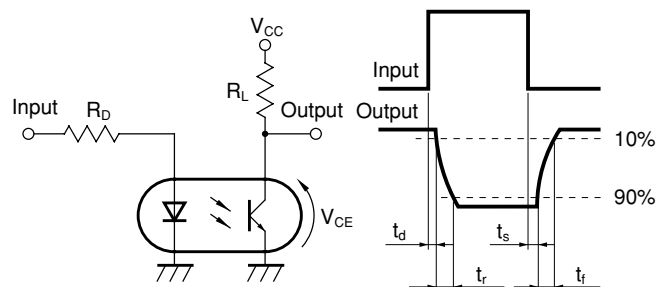 V_CC
Input
R_D
R_L
Output
V_CE
Input
Output
10%
90%
t_d
t_s
t_r
t_f